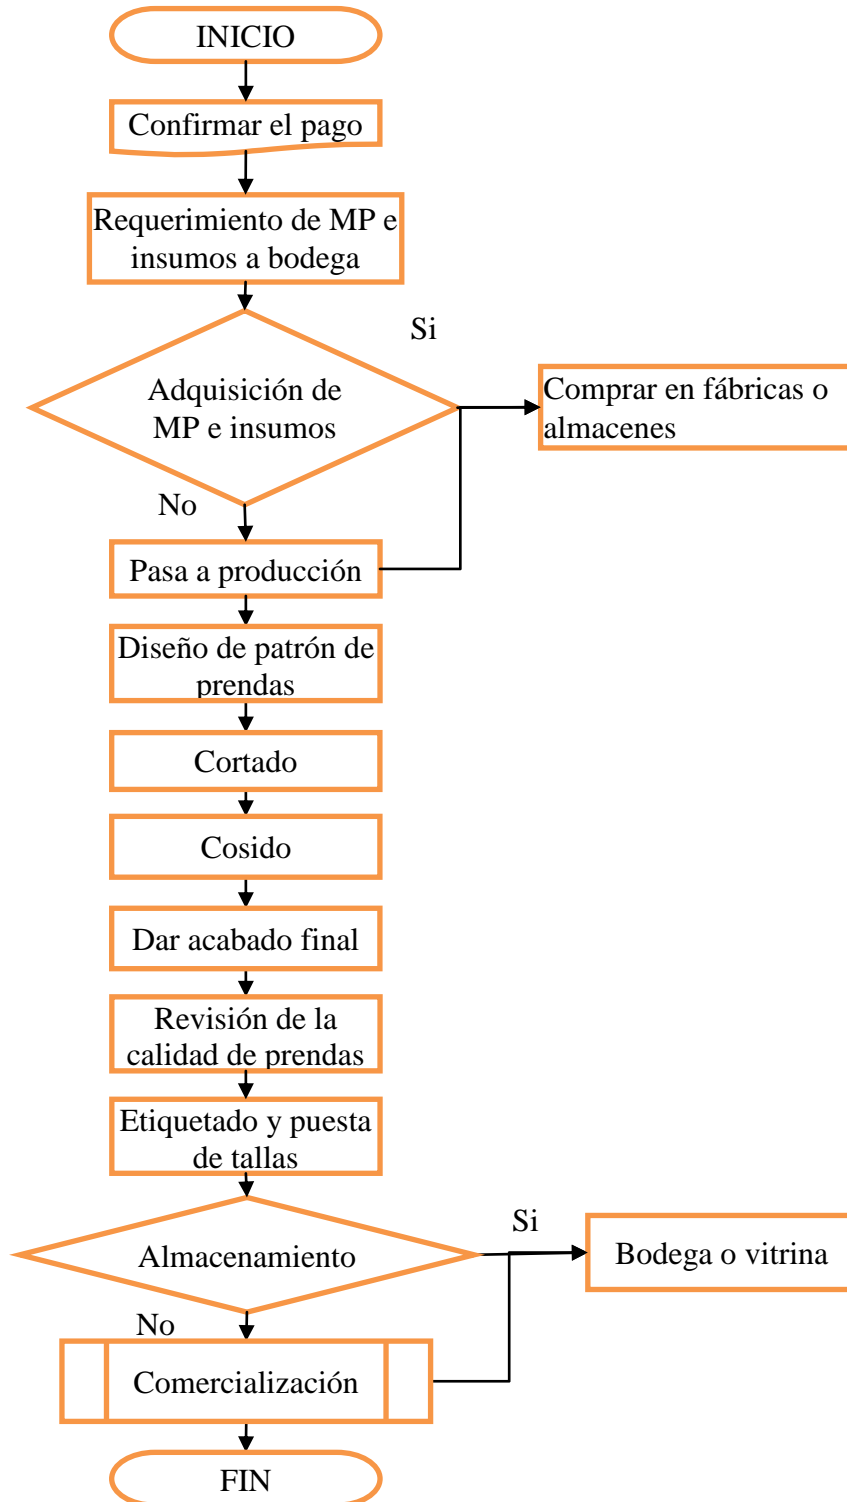 INICIO
Confirmar el pago
Requerimiento de MP e
insumos a bodega
Si
Adquisición de
MP e insumos
Comprar en fábricas o
almacenes
No
Pasa a producción
Diseño de patrón de
prendas
Cortado
Cosido
Dar acabado final
Revisión de la
calidad de prendas
Etiquetado y puesta
de tallas
Si
Almacenamiento
Bodega o vitrina
No
Comercialización
FIN